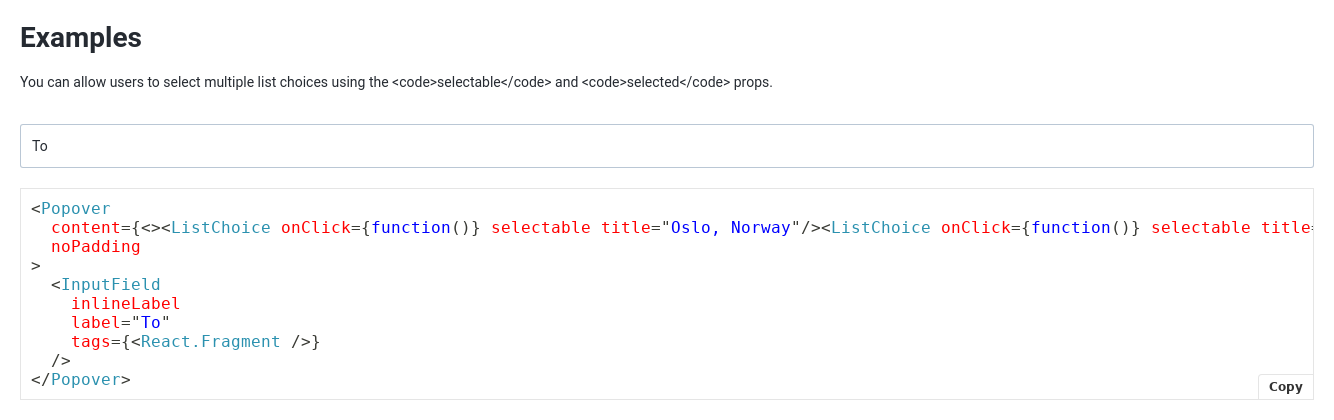 Examples
You can allow users to select multiple list choices using the <code>selectable</code> and <code>selected</code> props.
To
<Popover
  content={<><ListChoice onClick={function()} selectable title="Oslo, Norway"/><ListChoice onClick={function()} selectable title=
  noPadding
>
  <InputField
    inlineLabel
    label="To"
    tags={<React.Fragment />}
  />
</Popover>
Copy